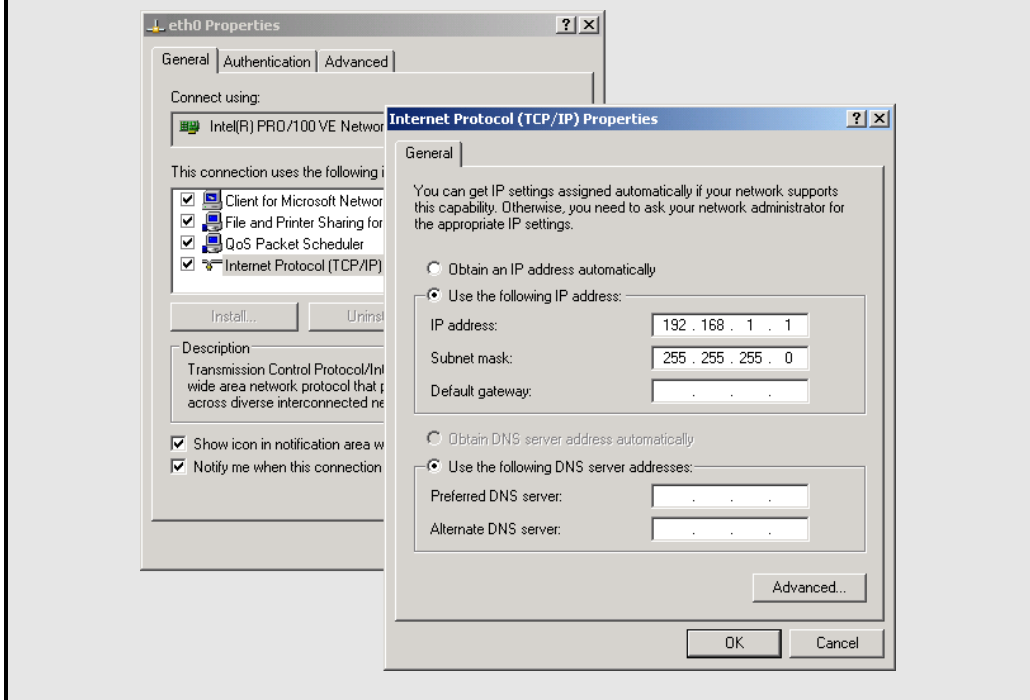 eth0 Properties
General Authentication Advanced
Connect using:
Intel(R) PRO/100 VE
This connection uses the following
Client for Microsoft
File and Printer Sharing for
QoS Packet Scheduler
Internet Protocol (TCP/IP)
Install...
Description
Transmission Control
wide area network protocol that
across diverse interconnected
Show icon in notification area
Notify me when this connection
Internet Protocol (TCP/IP) Properties
General
You can get IP settings assigned automatically if your network supports
this capability. Otherwise, you need to ask your network administrator for
the appropriate IP settings.
Obtain an IP address automatically
Use the following IP address:
IP address: 192 . 168 . 1 . 1
Subnet mask: 255 . 255 . 255 . 0
Default gateway: . . .
Obtain DNS server address automatically
Use the following DNS server addresses:
Preferred DNS server: . . .
Alternate DNS server: . . .
Advanced...
OK Cancel